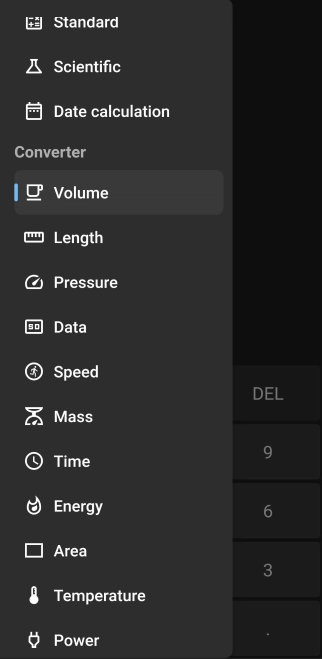 Standard
Scientific
Date calculation
Converter
Volume
Length
Pressure
Data
Speed
DEL
Mass
9
Time
Energy
6
Area
3
Temperature
.
Power